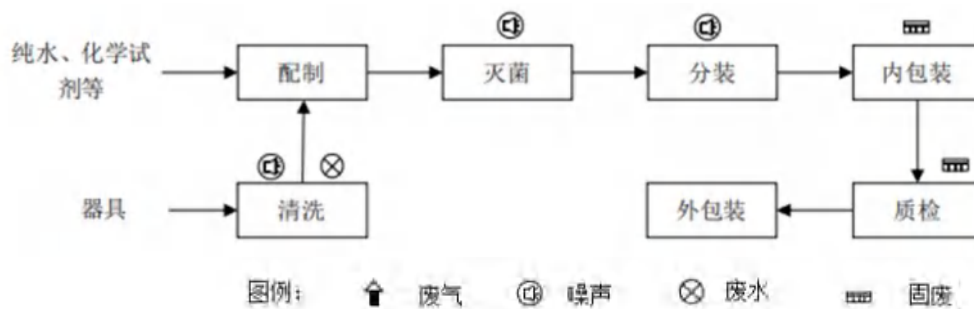 纯水、化学试
剂等
配制
灭菌
分装
内包装
器具
清洗
外包装
质检
图例：
废气
噪声
废水
固废